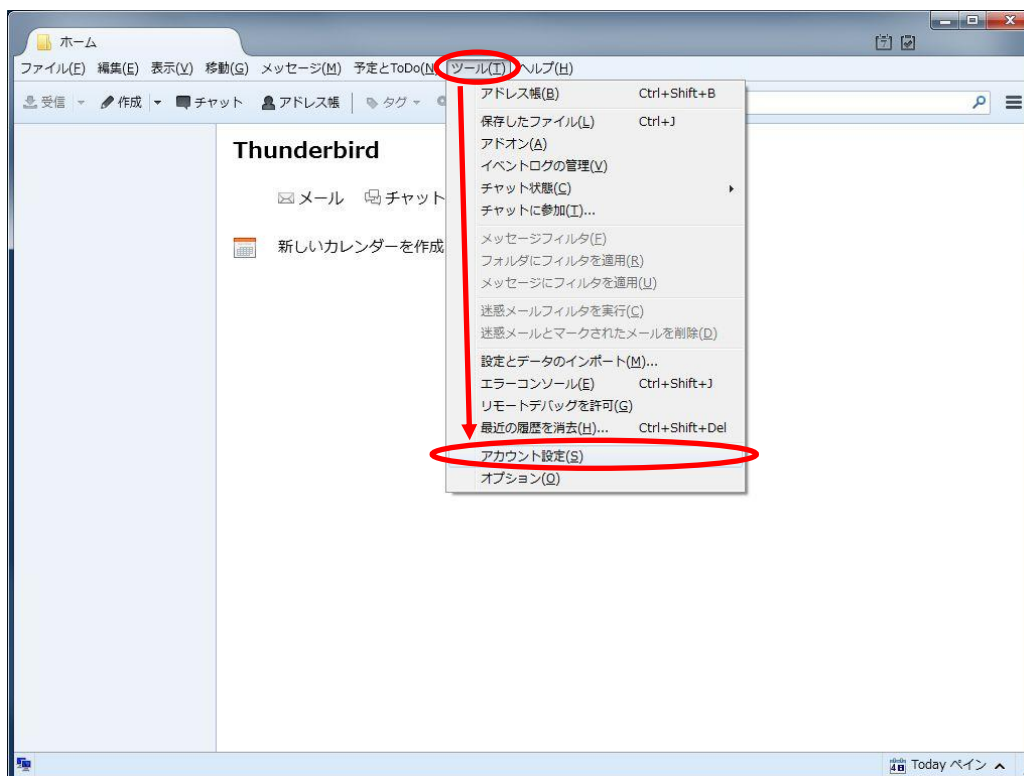 ホーム
ファイル(F) 編集(E) 表示(V) 移動(G) メッセージ(M) 予定とToDo(N ツール(T) ヘルプ(H)
受信 作成 チャット アドレス帳 タグ
アドレス帳(B) Ctrl+Shift+B
保存したファイル(L) Ctrl+J
アドオン(A)
イベントログの管理(V)
チャット状態(C)
チャットに参加(T)...
メッセージフィルタ(F)
フォルダにフィルタを適用(R)
メッセージにフィルタを適用(U)
迷惑メールフィルタを実行(C)
迷惑メールとマークされたメールを削除(D)
設定とデータのインポート(M)...
エラーコンソール(E) Ctrl+Shift+J
リモートデバッグを許可(G)
最近の履歴を消去(H)... Ctrl+Shift+Del
アカウント設定(S)
オプション(O)
Thunderbird
メール チャット
新しいカレンダーを作成
Today ペイン